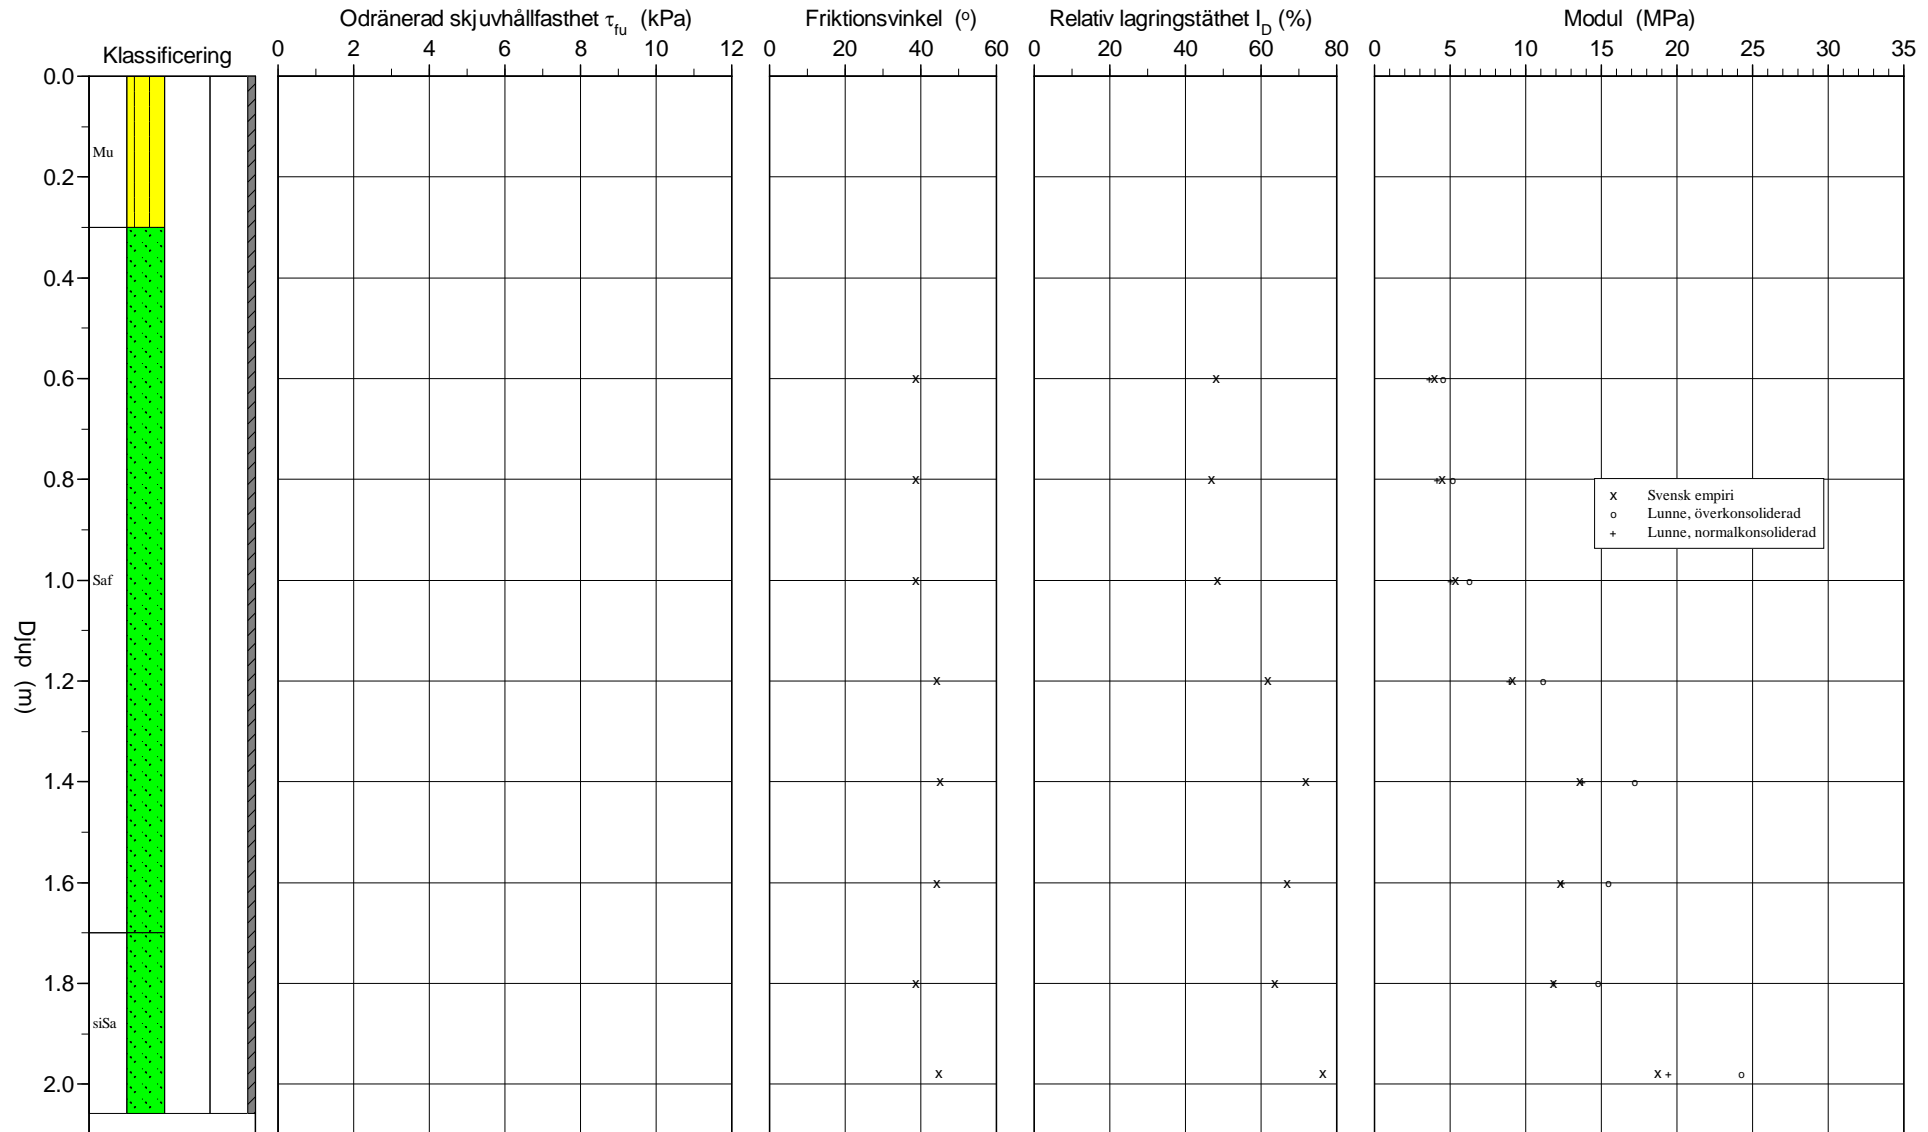 Odränerad skjuvhållfasthet τfu (kPa)
Friktionsvinkel (o)
Relativ lagringstäthet ID (%)
Modul (MPa)
Klassificering
0 2 4 6 8 10 12
0 20 40 60
0 20 40 60 80
0 5 10 15 20 25 30 35
0.0
0.2
0.4
0.6
0.8
1.0
1.2
1.4
1.6
1.8
2.0
Djup (m)
Mu
Saf
siSa
x Svensk empiri
o Lunne, överkonsoliderad
+ Lunne, normalkonsoliderad